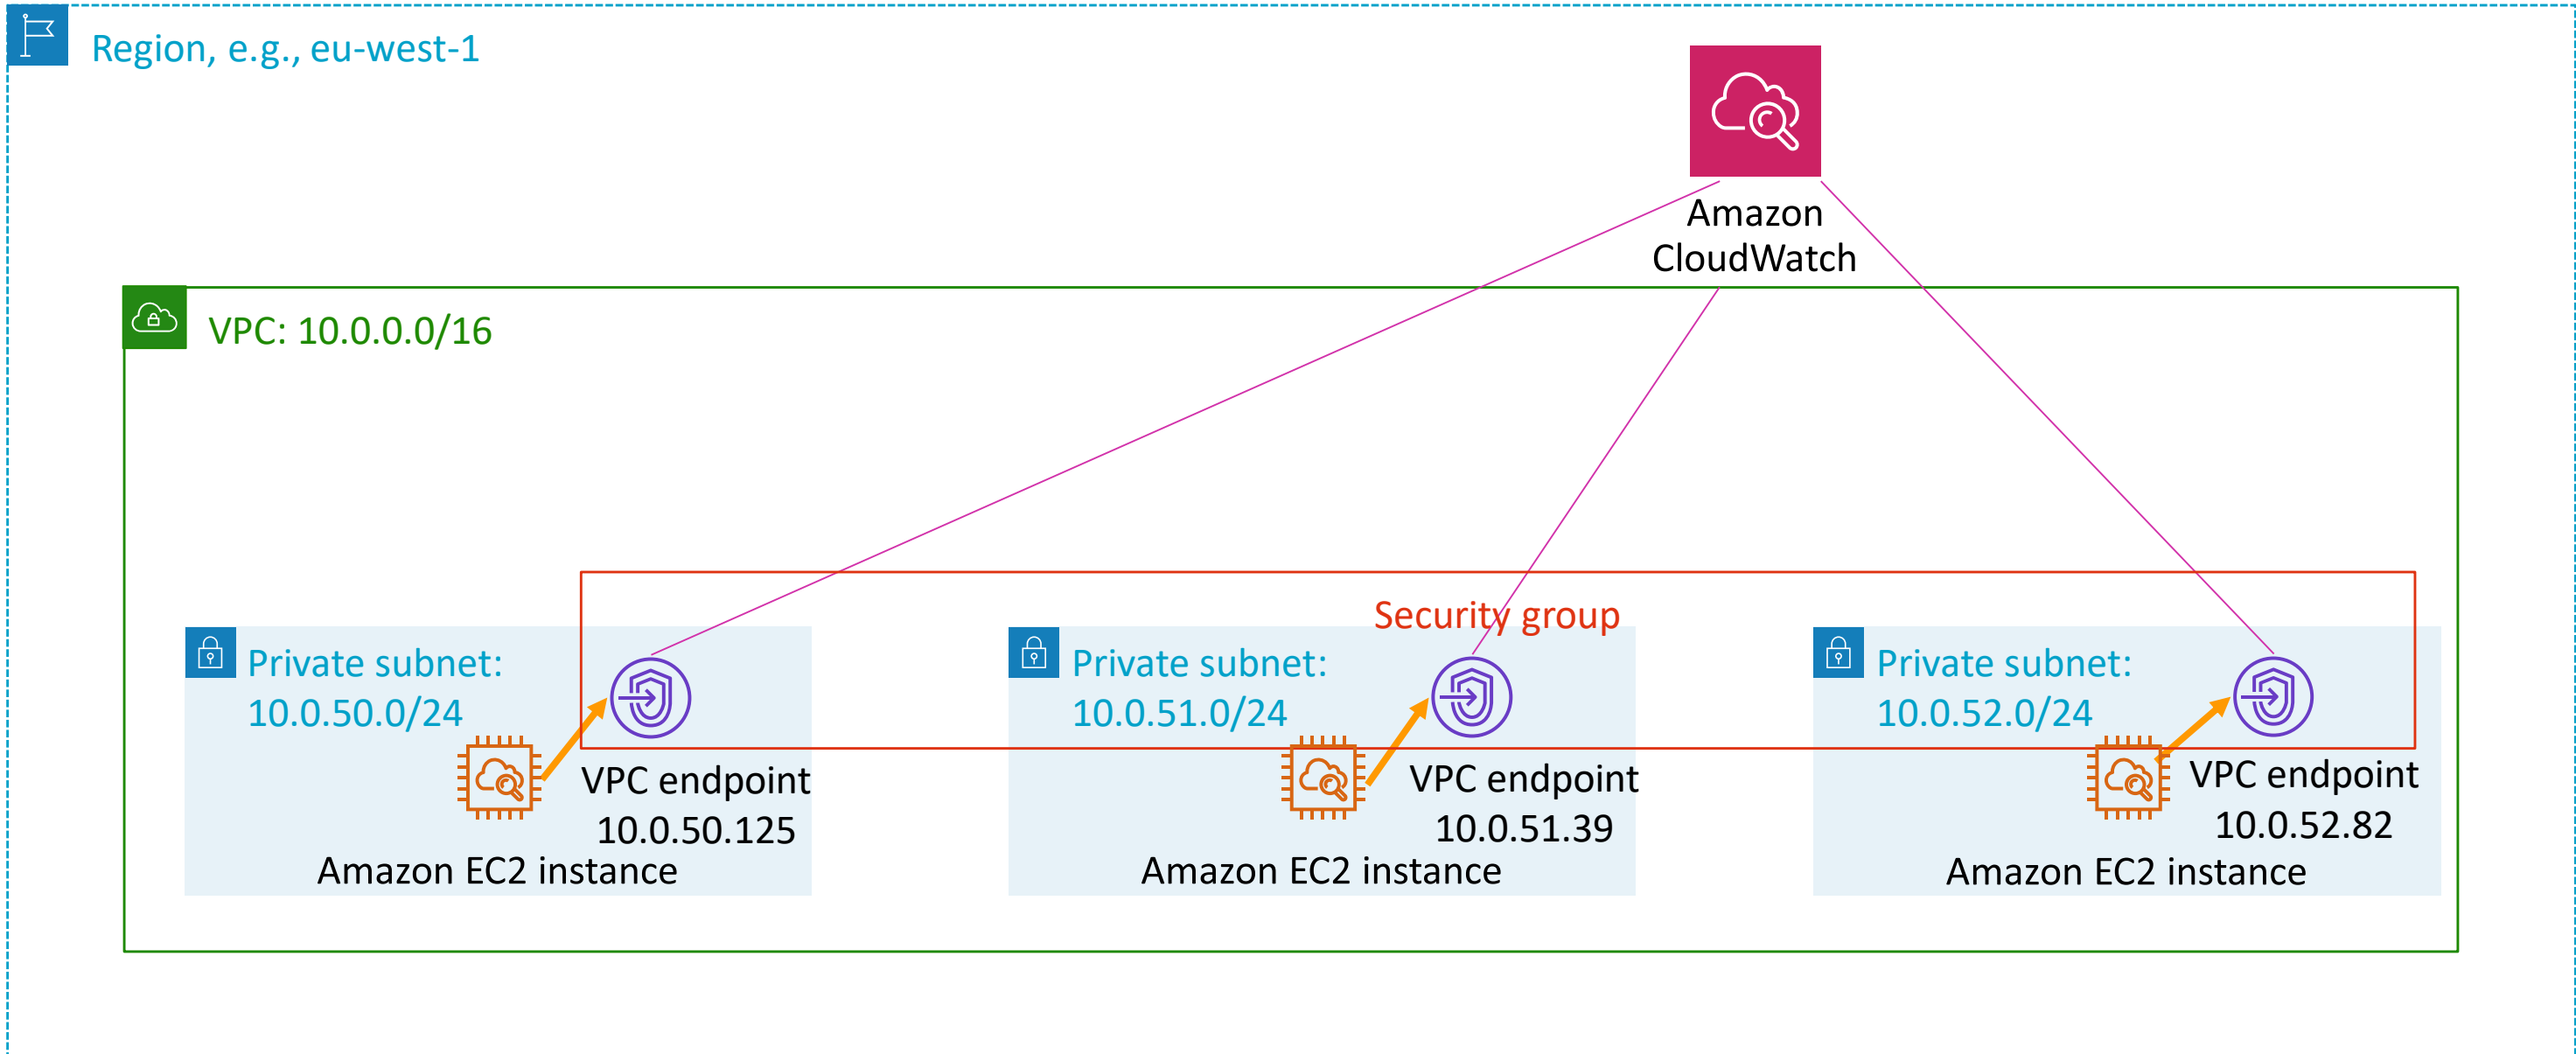 Region, e.g., eu-west-1
Amazon
CloudWatch
VPC: 10.0.0.0/16
Security group
Private subnet:
10.0.50.0/24
VPC endpoint
10.0.50.125
Amazon EC2 instance
Private subnet:
10.0.51.0/24
VPC endpoint
10.0.51.39
Amazon EC2 instance
Private subnet:
10.0.52.0/24
VPC endpoint
10.0.52.82
Amazon EC2 instance